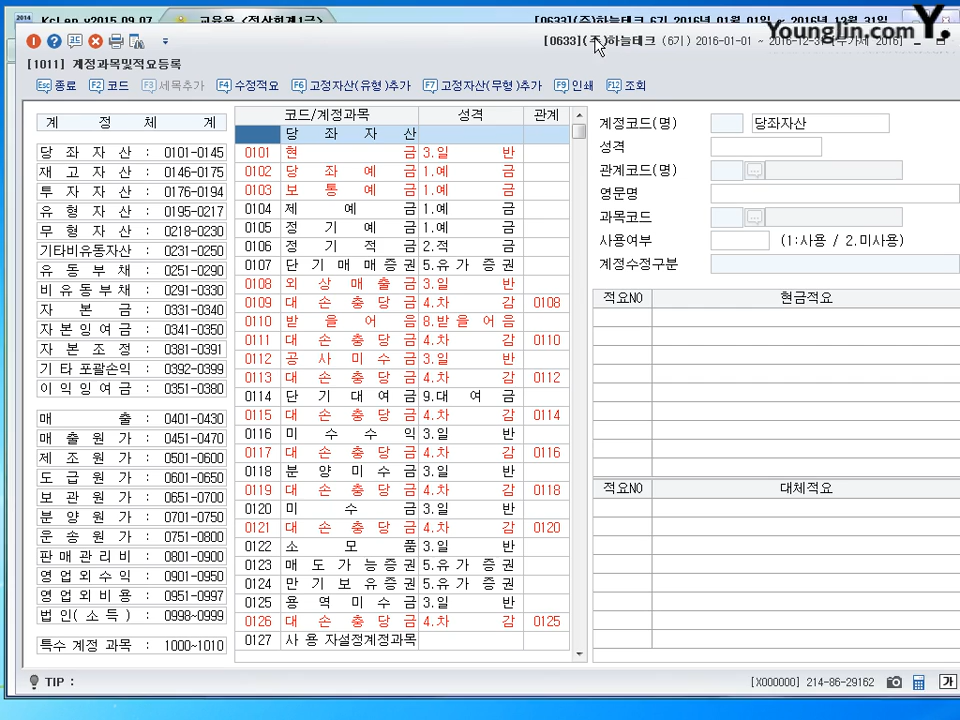 2014 KcLep v2015.09.07 교육용 <전산회계1급> [0633](주)하늘테크 6기 2016년01월01일 ~ 2016년12월31일
Younglin.com Y.
[0633](주)하늘테크 (6기) 2016-01-01 ~ 2016-12-31 (부가세 2016)
[1011] 계정과목및적요등록
Esc 종료 F2 코드 F3 세목추가 F4 수정적요 F6 고정자산(유형)추가 F7 고정자산(무형)추가 F9 인쇄 F12 조회
계 정 체 계
당 좌 자 산 : 0101-0145
재 고 자 산 : 0146-0175
투 자 자 산 : 0176-0194
유 형 자 산 : 0195-0217
무 형 자 산 : 0218-0230
기타비유동자산 : 0231-0250
유 동 부 채 : 0251-0290
비 유 동 부 채 : 0291-0330
자 본 금 : 0331-0340
자 본 잉 여 금 : 0341-0350
자 본 조 정 : 0381-0391
기 타 포괄손익 : 0392-0399
이 익 잉 여 금 : 0351-0380
매 출 : 0401-0430
매 출 원 가 : 0451-0470
제 조 원 가 : 0501-0600
도 급 원 가 : 0601-0650
보 관 원 가 : 0651-0700
분 양 원 가 : 0701-0750
운 송 원 가 : 0751-0800
판 매 관 리 비 : 0801-0900
영 업 외 수 익 : 0901-0950
영 업 외 비 용 : 0951-0997
법 인( 소 득 ) : 0998~0999
특수 계정 과목 : 1000~1010
코드/계정과목 성격 관계
당 좌 자 산
0101 현 금 3.일 반
0102 당 좌 예 금 1.예 금
0103 보 통 예 금 1.예 금
0104 제 예 금 1.예 금
0105 정 기 예 금 1.예 금
0106 정 기 적 금 2.적 금
0107 단 기 매 매 증 권 5.유 가 증 권
0108 외 상 매 출 금 3.일 반
0109 대 손 충 당 금 4.차 감 0108
0110 받 을 어 음 8.받 을 어 음
0111 대 손 충 당 금 4.차 감 0110
0112 공 사 미 수 금 3.일 반
0113 대 손 충 당 금 4.차 감 0112
0114 단 기 대 여 금 9.대 여 금
0115 대 손 충 당 금 4.차 감 0114
0116 미 수 수 익 3.일 반
0117 대 손 충 당 금 4.차 감 0116
0118 분 양 미 수 금 3.일 반
0119 대 손 충 당 금 4.차 감 0118
0120 미 수 금 3.일 반
0121 대 손 충 당 금 4.차 감 0120
0122 소 모 품 3.일 반
0123 매 도 가 능 증 권 5.유 가 증 권
0124 만 기 보 유 증 권 5.유 가 증 권
0125 용 역 미 수 금 3.일 반
0126 대 손 충 당 금 4.차 감 0125
0127 사 용 자설정계정과목
계정코드(명) 당좌자산
성격
관계코드(명)
영문명
과목코드
사용여부 (1:사용 / 2.미사용)
계정수정구분
적요NO 현금적요
적요NO 대체적요
TIP :
[X000000] 214-86-29162 가